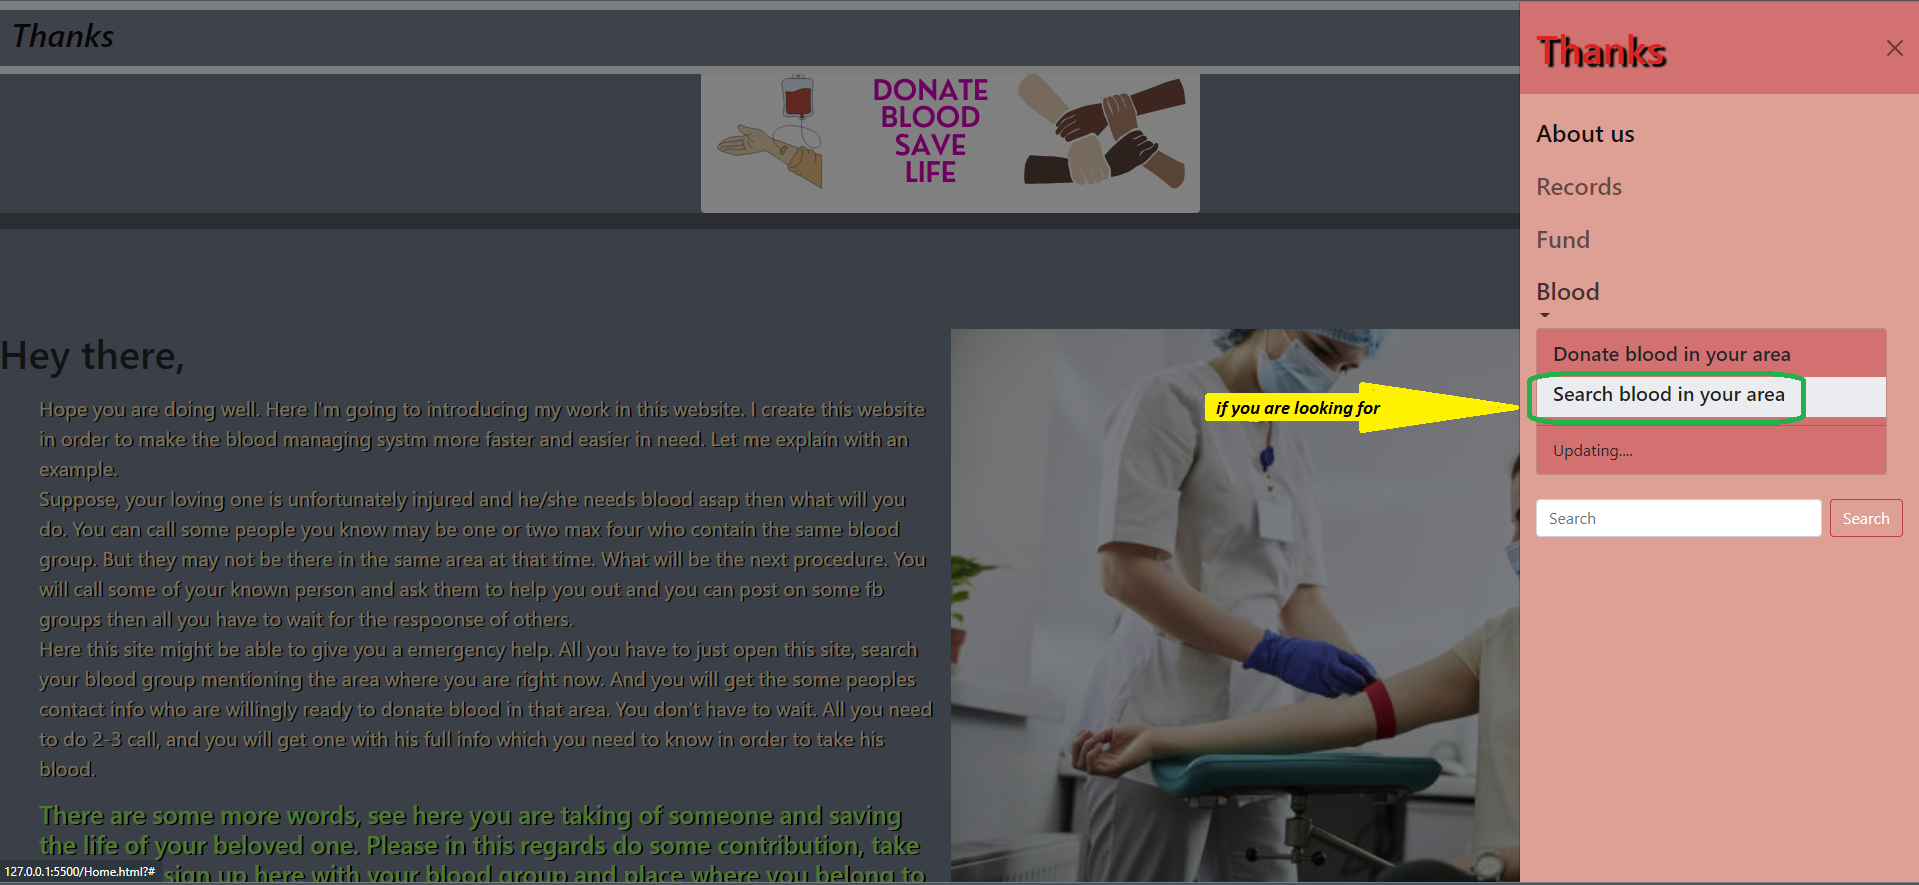 Thanks
DONATE
BLOOD
SAVE
LIFE
Hey there,
Hope you are doing well. Here I'm going to introducing my work in this website. I create this website
in order to make the blood managing systm more faster and easier in need. Let me explain with an
example.
Suppose, your loving one is unfortunately injured and he/she needs blood asap then what will you
do. You can call some people you know may be one or two max four who contain the same blood
group. But they may not be there in the same area at that time. What will be the next procedure. You
will call some of your known person and ask them to help you out and you can post on some fb
groups then all you have to wait for the respoonse of others.
Here this site might be able to give you a emergency help. All you have to just open this site, search
your blood group mentioning the area where you are right now. And you will get the some peoples
contact info who are willingly ready to donate blood in that area. You don't have to wait. All you need
to do 2-3 call, and you will get one with his full info which you need to know in order to take his
blood.
There are some more words, see here you are taking of someone and saving
the life of your beloved one. Please in this regards do some contribution, take
sign up here with your blood group and place where you belong to
127.0.0.1:5500/Home.html?#
if you are looking for
Thanks
About us
Records
Fund
Blood
Donate blood in your area
Search blood in your area
Updating....
Search
Search